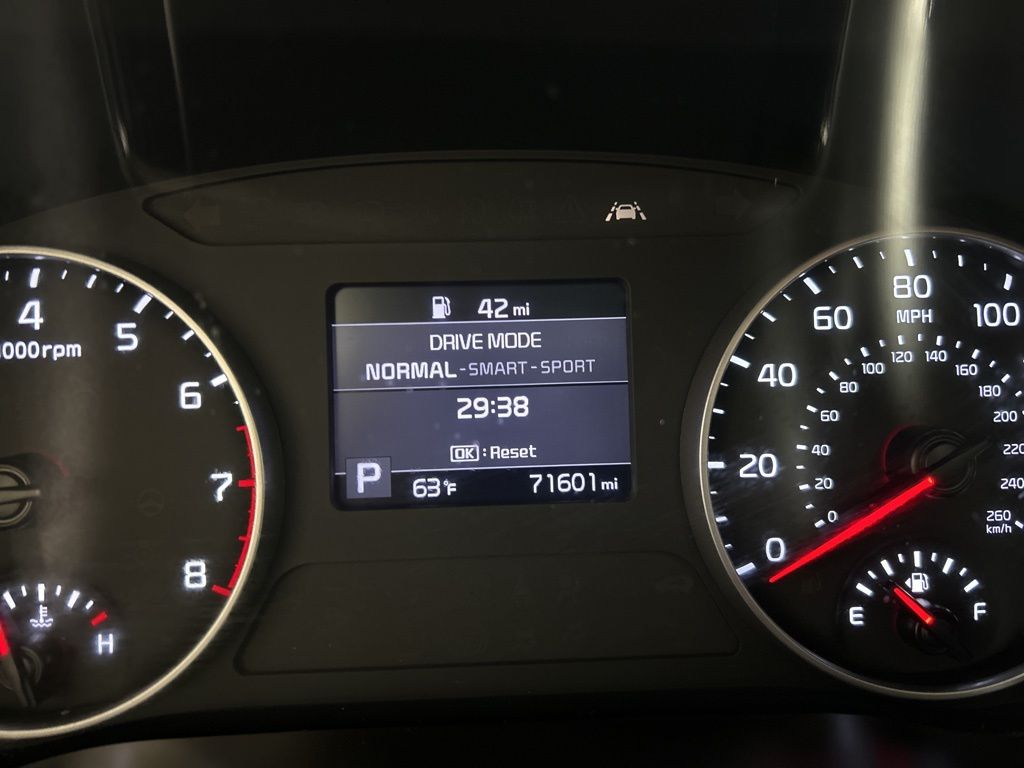 42 mi
DRIVE MODE
NORMAL - SMART - SPORT
29:38
OK : Reset
P 63°F 71601 mi
4
5
6
7
8
000 rpm
H
0
20
40
60
80
100
MPH
0
20
40
60
80
100
120
140
160
180
200
220
240
260
km/h
E
F